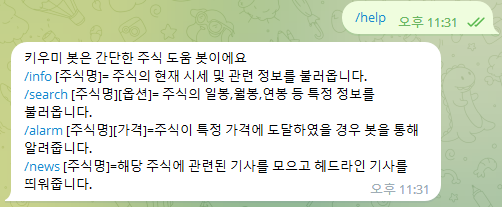 /help 오후 11:31
키우미 봇은 간단한 주식 도움 봇이에요
/info [주식명]= 주식의 현재 시세 및 관련 정보를 불러옵니다.
/search [주식명][옵션]= 주식의 일봉,월봉,연봉 등 특정 정보를
불러옵니다.
/alarm [주식명][가격]=주식이 특정 가격에 도달하였을 경우 봇을 통해
알려줍니다.
/news [주식명]=해당 주식에 관련된 기사를 모으고 헤드라인 기사를
띄워줍니다.
오후 11:31